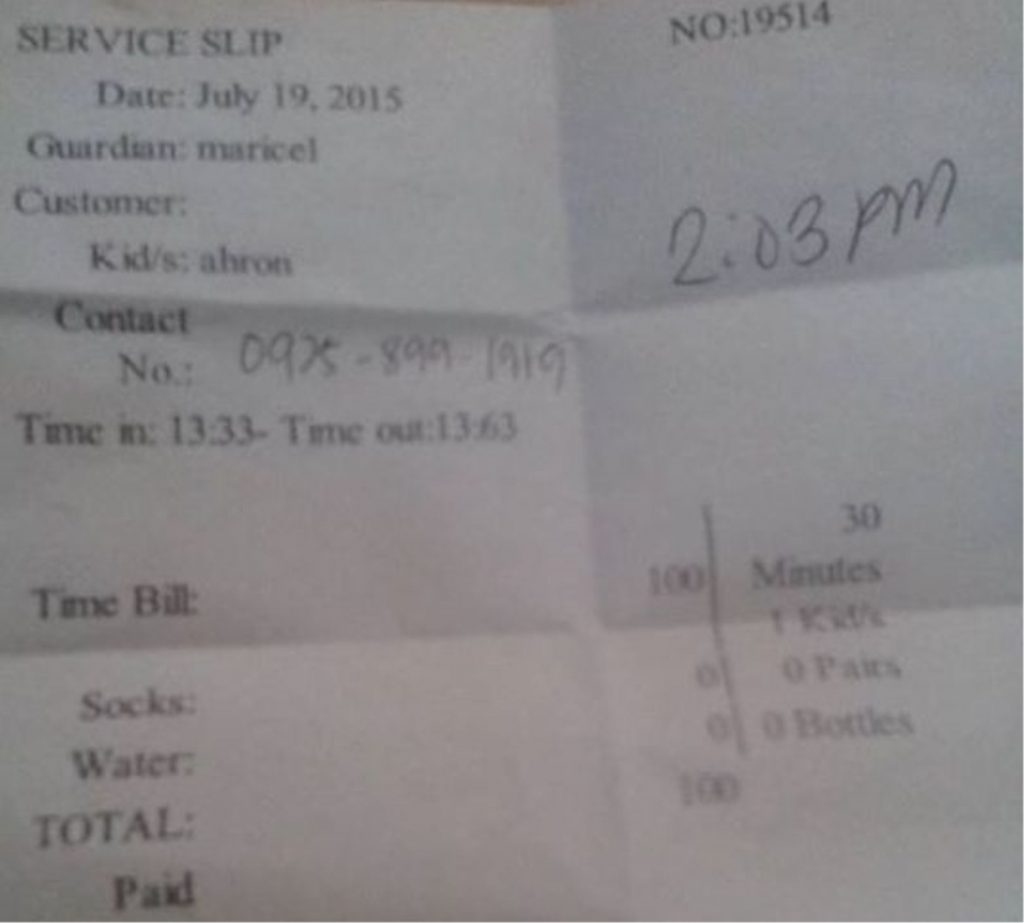 SERVICE SLIP
NO:19514
Date: July 19, 2015
Guardian: maricel
Customer:
Kid/s: ahron
2:03 pm
Contact
No.: 0975-899-1919
Time in: 13:33- Time out:13:63
30
Time Bill: 100 Minutes
1 Kid/s
Socks: 0 0 Pairs
Water: 0 0 Bottles
TOTAL: 100
Paid